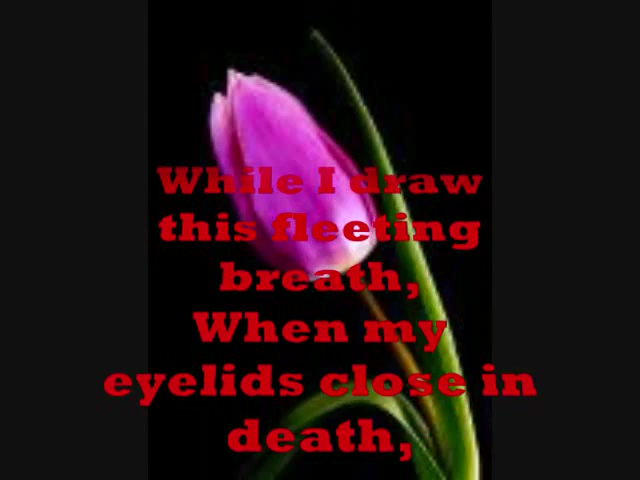 While I draw
this fleeting
breath,
When my
eyelids close in
death,